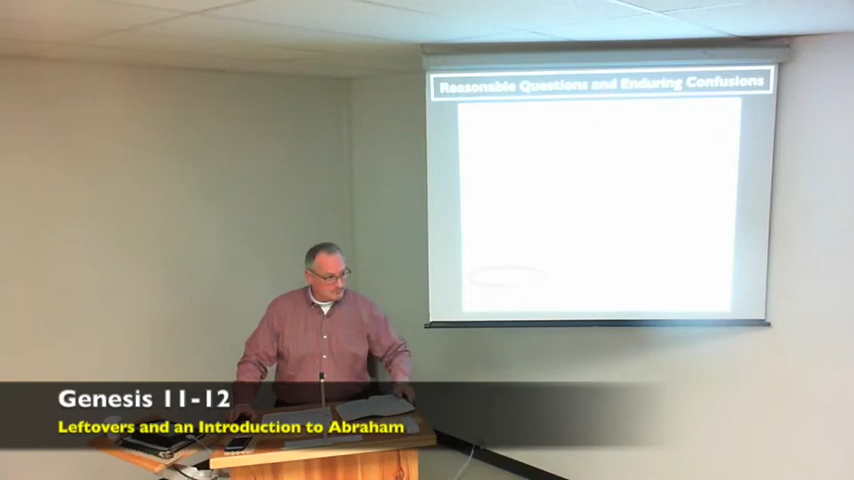 Reasonable Questions and Enduring Confusions
Genesis 11-12
Leftovers and an Introduction to Abraham